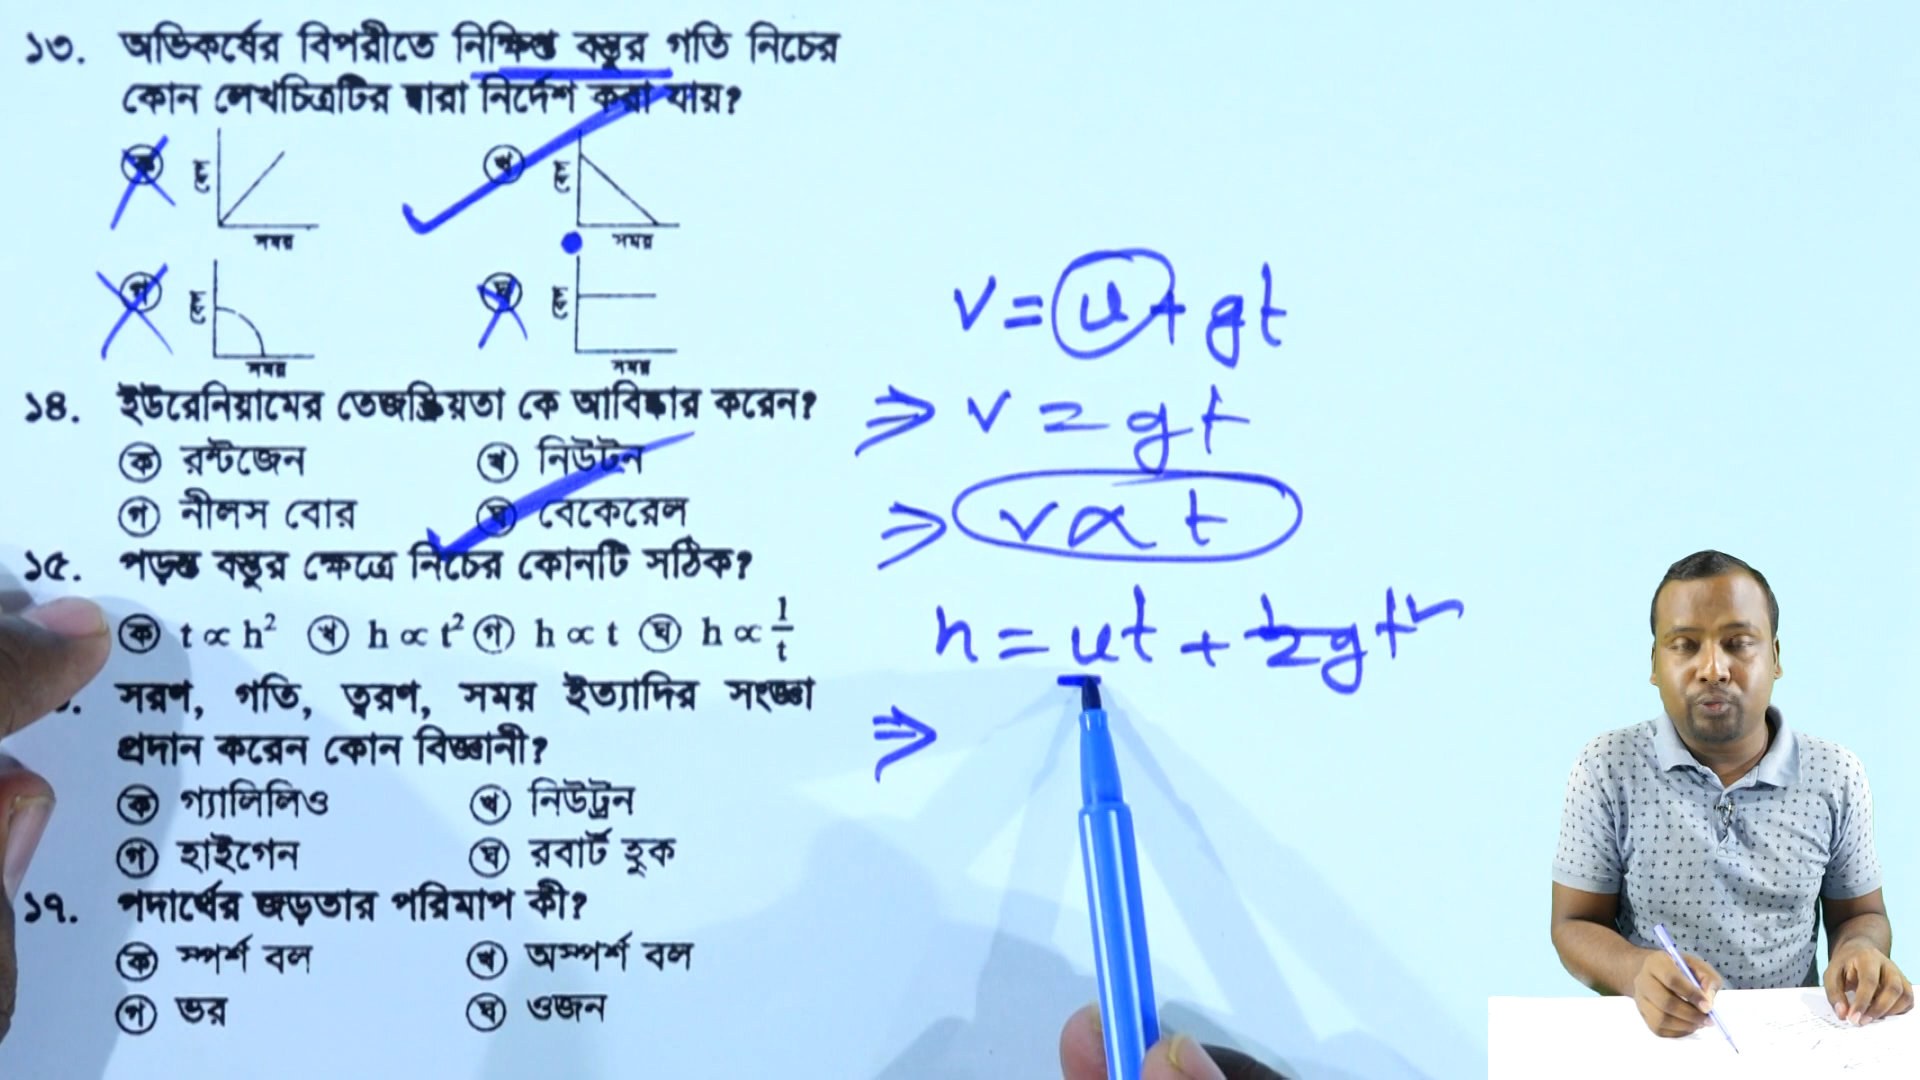 ১৩. অভিকর্ষের বিপরীতে নিক্ষিপ্ত বস্তুর গতি নিচের
কোন লেখচিত্রটির দ্বারা নির্দেশ করা যায়?
ক বেগ সময়
খ বেগ সময়
গ বেগ সময়
ঘ বেগ সময়
১৪. ইউরেনিয়ামের তেজস্ক্রিয়তা কে আবিষ্কার করেন?
ক রন্টজেন খ নিউটন
গ নীলস বোর ঘ বেকেরেল
১৫. পড়ন্ত বস্তুর ক্ষেত্রে নিচের কোনটি সঠিক?
ক t ∝ h² খ h ∝ t² গ h ∝ t ঘ h ∝ 1/t
সরণ, গতি, ত্বরণ, সময় ইত্যাদির সংজ্ঞা
প্রদান করেন কোন বিজ্ঞানী?
ক গ্যালিলিও খ নিউট্রন
গ হাইগেন ঘ রবার্ট হুক
১৭. পদার্থের জড়তার পরিমাপ কী?
ক স্পর্শ বল খ অস্পর্শ বল
গ ভর ঘ ওজন
v = u + gt
⇒ v = gt
⇒ v ∝ t
h = ut + ½gt²
⇒